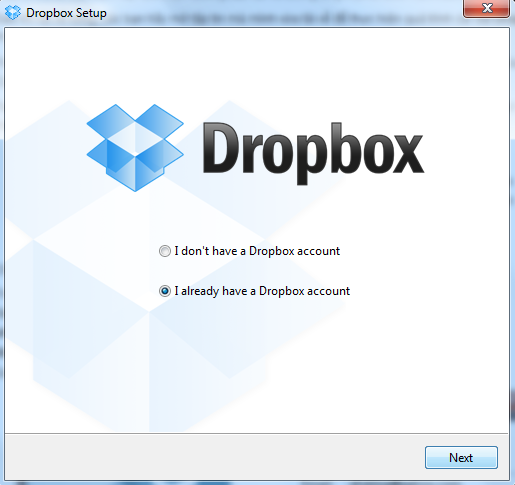 Dropbox Setup
Dropbox
I don't have a Dropbox account
I already have a Dropbox account
Next